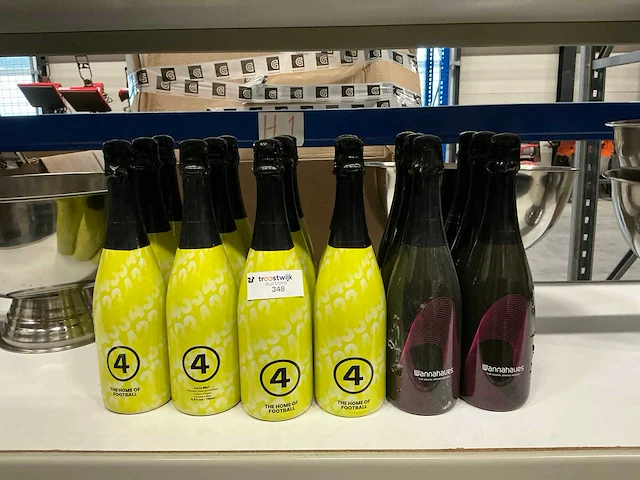 H 1
troostwijk
auctions
348
4
THE HOME OF
FOOTBALL
4
4
THE HOME OF
FOOTBALL
4
THE HOME OF
FOOTBALL
Wannahaves
Wannahaves